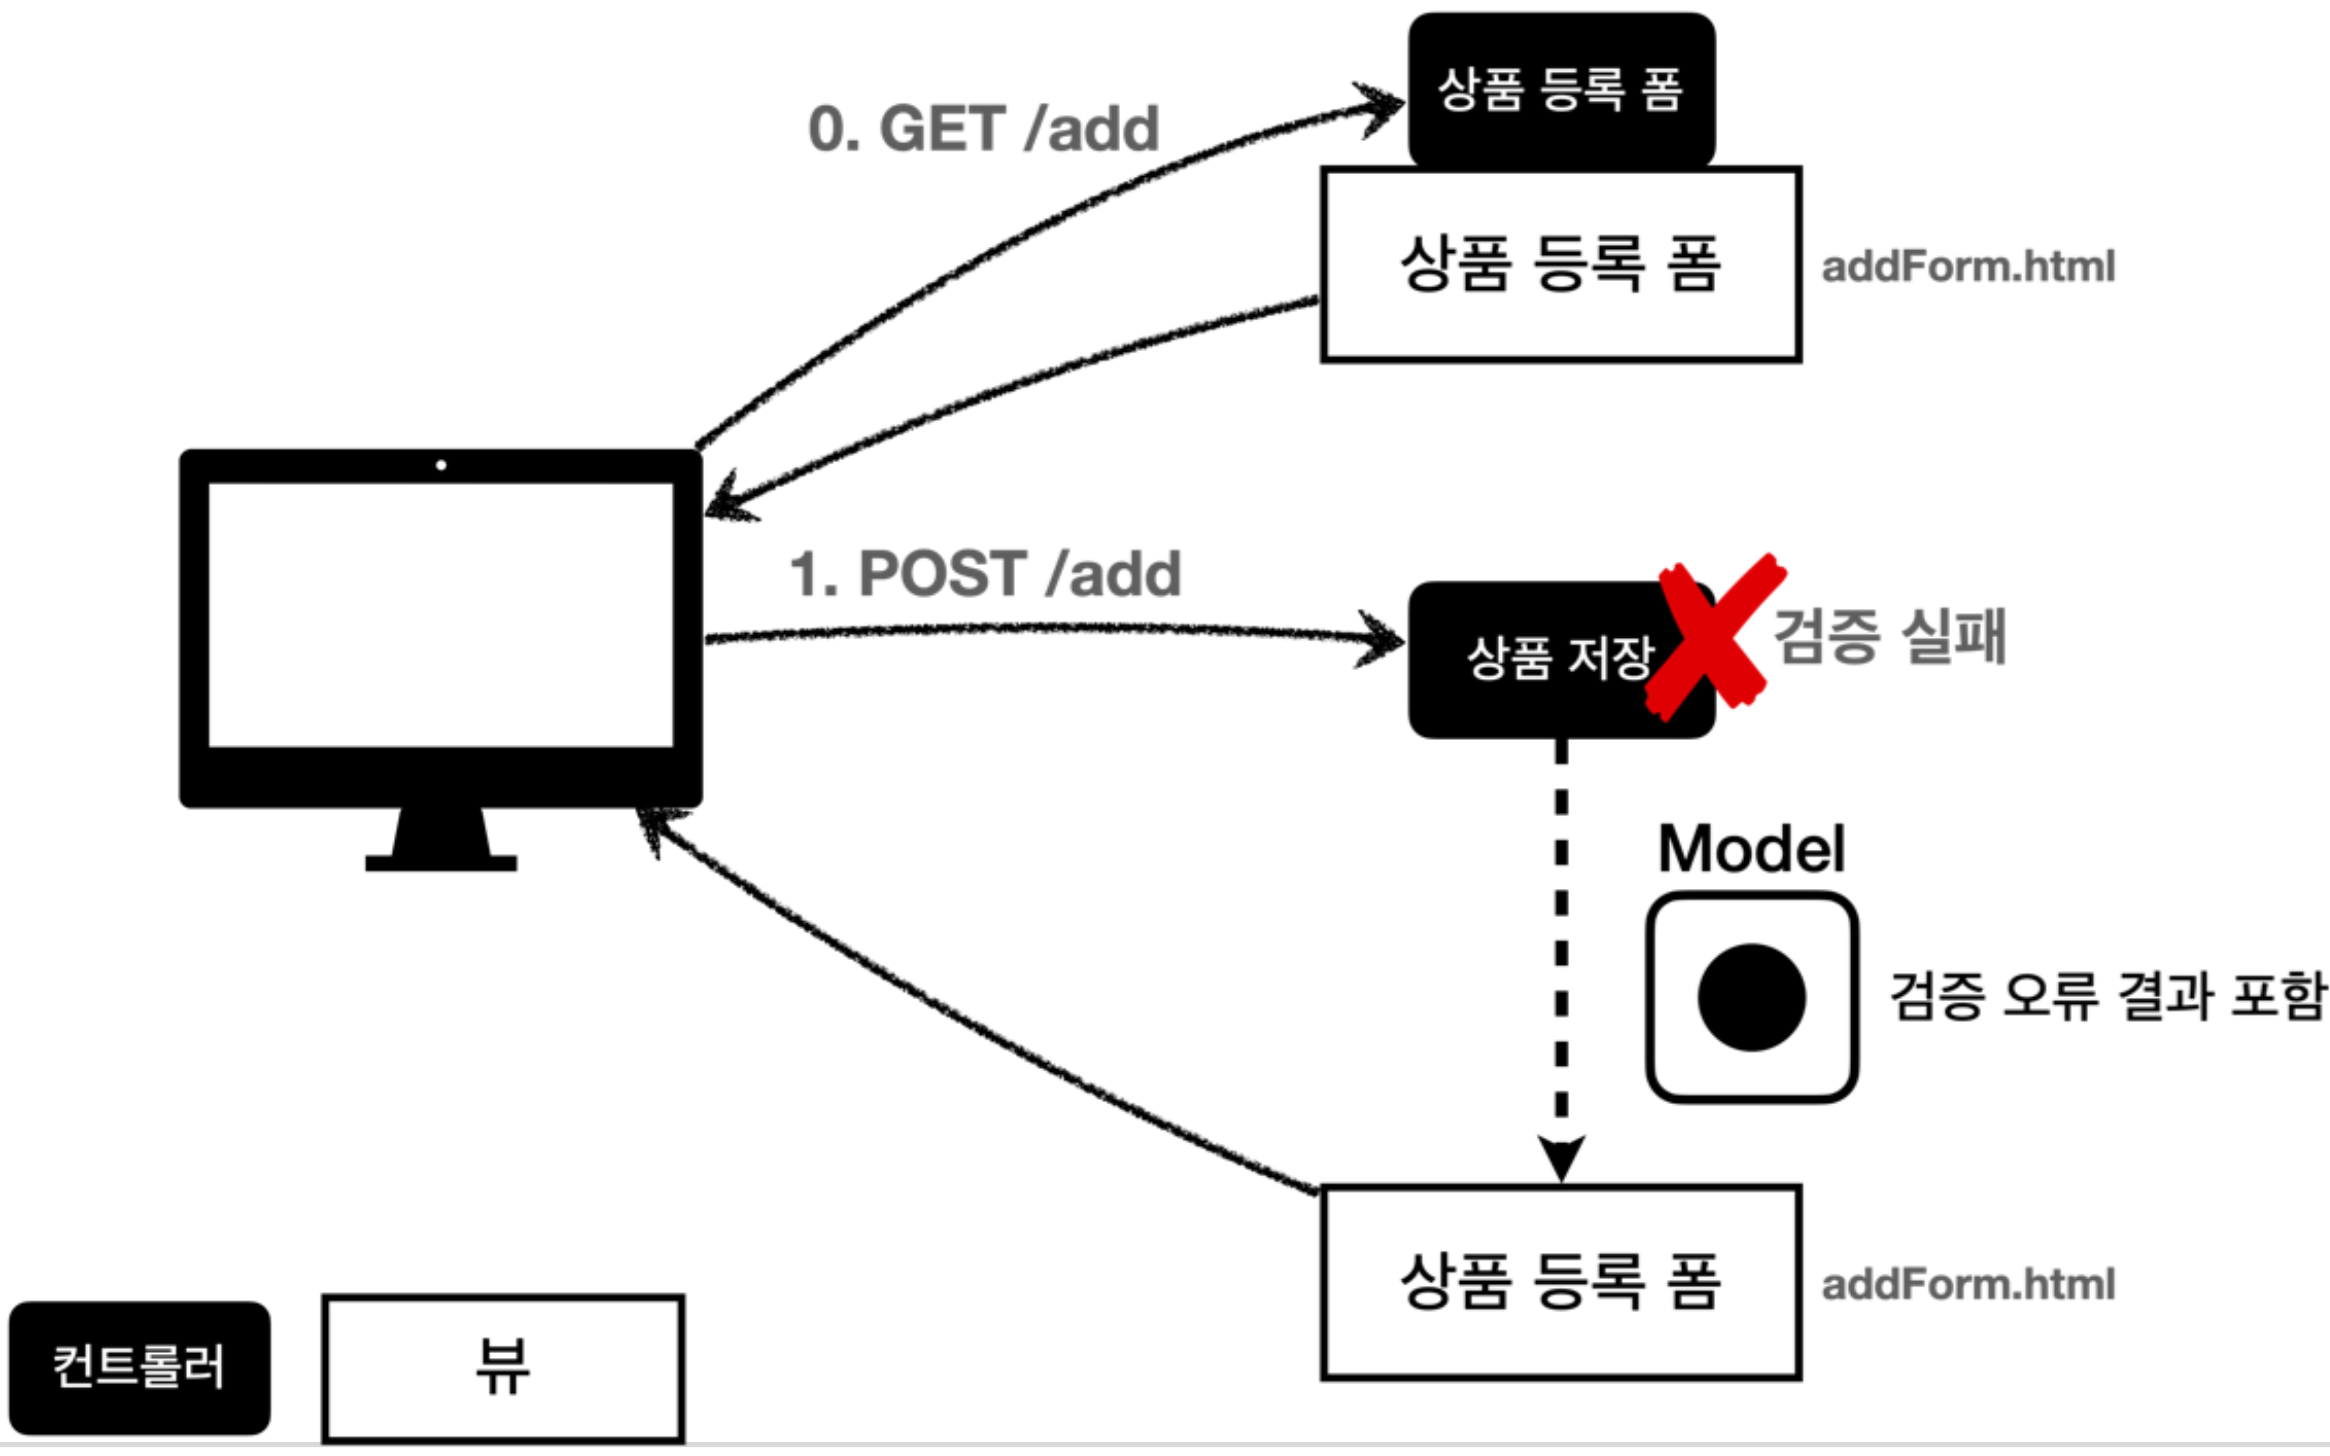 상품 등록 폼
0. GET /add
상품 등록 폼
addForm.html
1. POST /add
상품 저장
검증 실패
Model
검증 오류 결과 포함
상품 등록 폼
addForm.html
컨트롤러
뷰